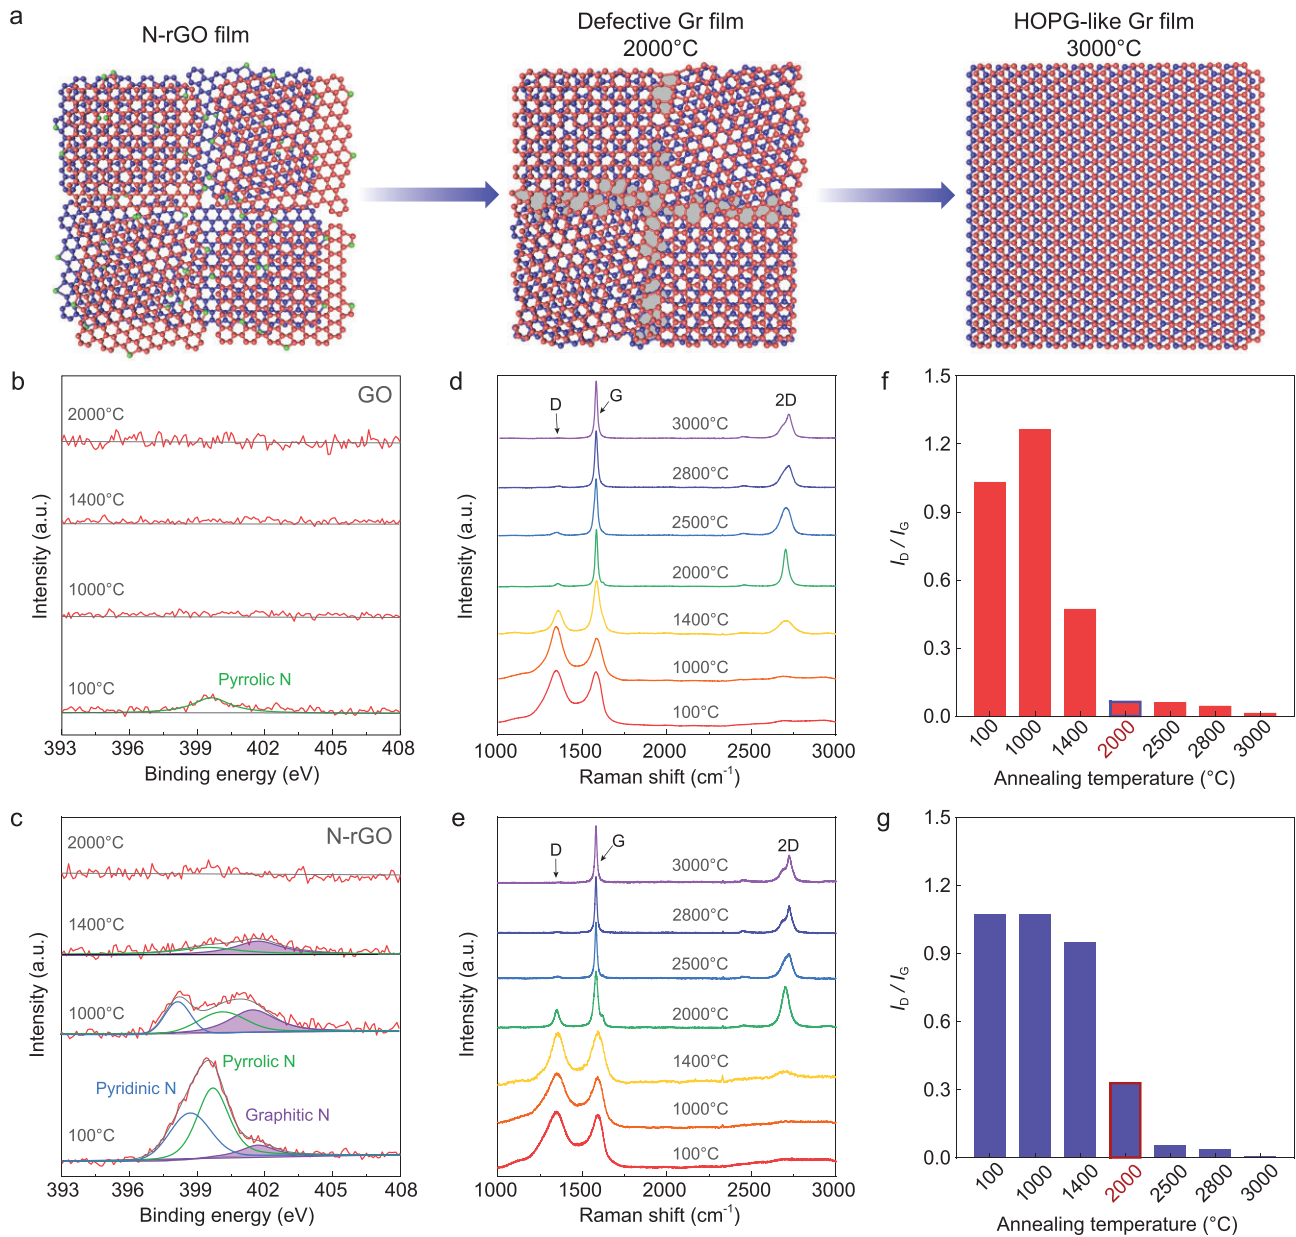 a
N-rGO film
Defective Gr film
2000°C
HOPG-like Gr film
3000°C
b
GO
2000°C
1400°C
1000°C
100°C
Pyrrolic N
Intensity (a.u.)
393 396 399 402 405 408
Binding energy (eV)
d
D
G
2D
3000°C
2800°C
2500°C
2000°C
1400°C
1000°C
100°C
Intensity (a.u.)
1000 1500 2000 2500 3000
Raman shift (cm-1)
f
1.5
1.2
0.9
0.6
0.3
0.0
ID / IG
100 1000 1400 2000 2500 2800 3000
Annealing temperature (°C)
c
N-rGO
2000°C
1400°C
1000°C
Pyrrolic N
Pyridinic N
Graphitic N
100°C
Intensity (a.u.)
393 396 399 402 405 408
Binding energy (eV)
e
D
G
2D
3000°C
2800°C
2500°C
2000°C
1400°C
1000°C
100°C
Intensity (a.u.)
1000 1500 2000 2500 3000
Raman shift (cm-1)
g
1.5
1.2
0.9
0.6
0.3
0.0
ID / IG
100 1000 1400 2000 2500 2800 3000
Annealing temperature (°C)